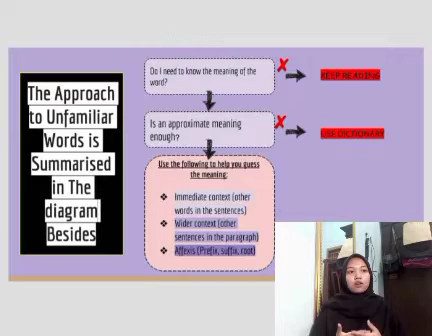 The Approach
to Unfamiliar
Words is
Summarised
in The
diagram
Besides
Do I need to know the meaning of the
word?
KEEP READING
Is an approximate meaning
enough?
USE DICTIONARY
Use the following to help you guess
the meaning:
❖ Immediate context (other
words in the sentences)
❖ Wider context (other
sentences in the paragraph)
❖ Affexis (Prefix, suffix, root)